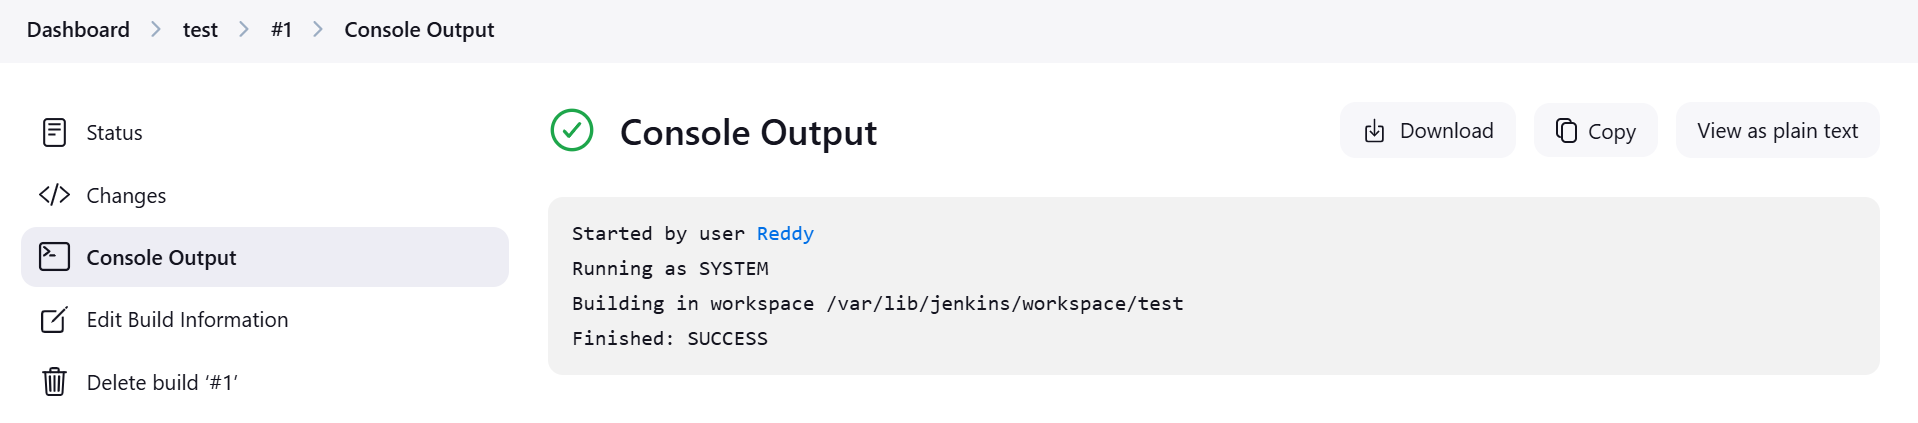 Dashboard > test > #1 > Console Output
Status
Changes
Console Output
Edit Build Information
Delete build ‘#1’
Console Output
Download
Copy
View as plain text
Started by user Reddy
Running as SYSTEM
Building in workspace /var/lib/jenkins/workspace/test
Finished: SUCCESS